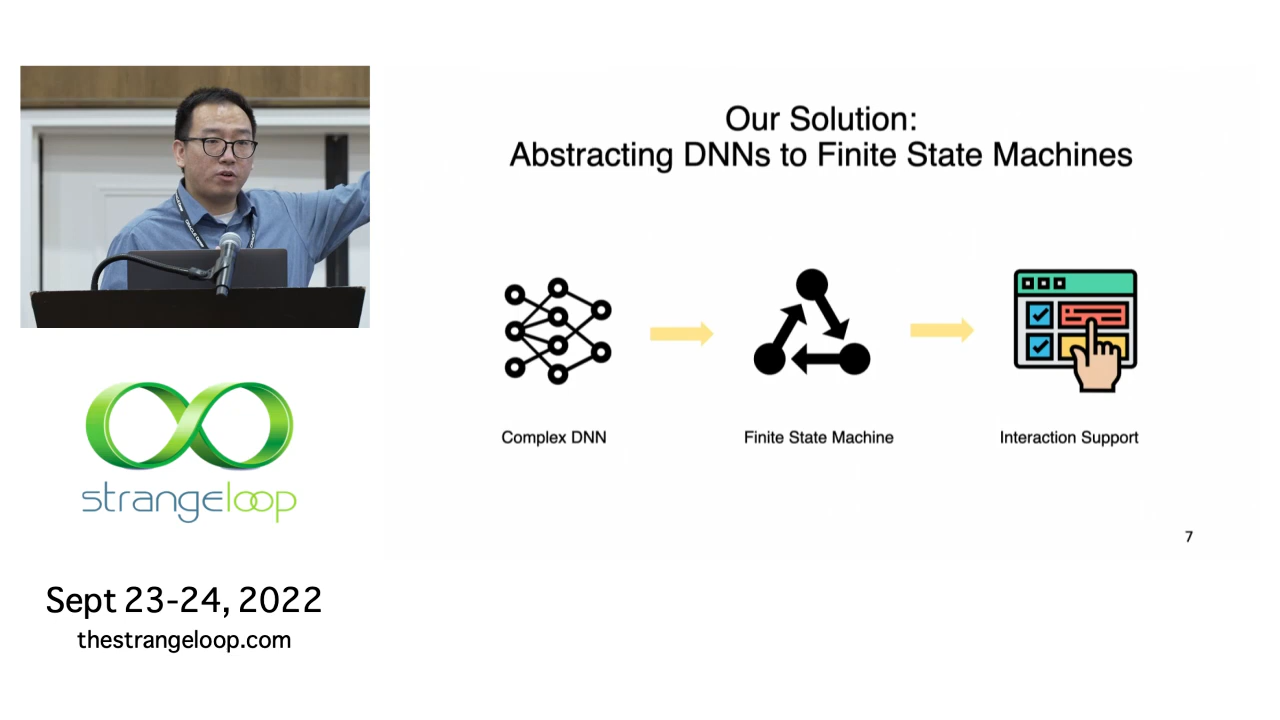 Our Solution:
Abstracting DNNs to Finite State Machines
Complex DNN
Finite State Machine
Interaction Support
7
strangeloop
Sept 23-24, 2022
thestrangeloop.com